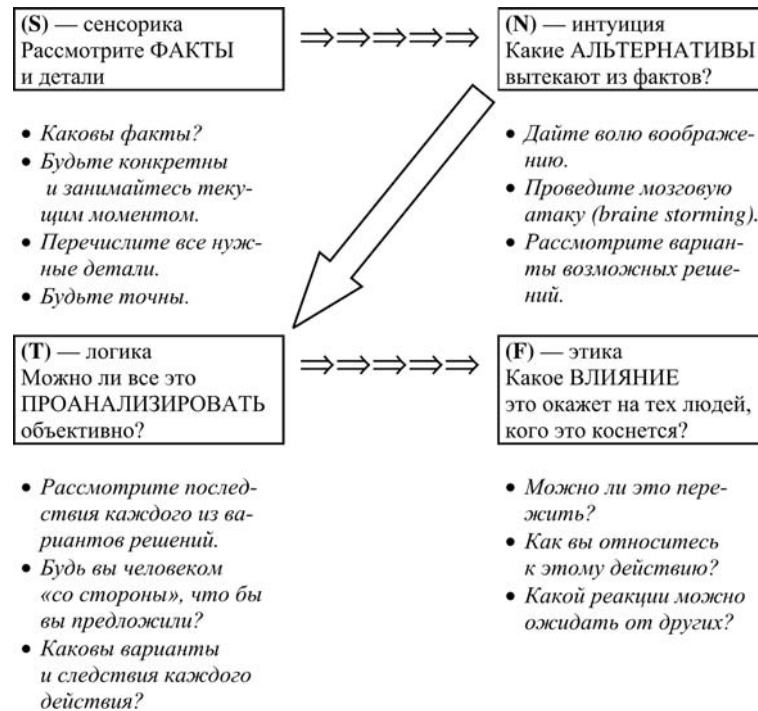 (S) — сенсорика
Рассмотрите ФАКТЫ
и детали
⇒⇒⇒⇒⇒
(N) — интуиция
Какие АЛЬТЕРНАТИВЫ
вытекают из фактов?
• Каковы факты?
• Будьте конкретны
и занимайтесь теку-
щим моментом.
• Перечислите все нуж-
ные детали.
• Будьте точны.
• Дайте волю воображе-
нию.
• Проведите мозговую
атаку (braine storming).
• Рассмотрите вариан-
ты возможных реше-
ний.
(T) — логика
Можно ли все это
ПРОАНАЛИЗИРОВАТЬ
объективно?
⇒⇒⇒⇒⇒
(F) — этика
Какое ВЛИЯНИЕ
это окажет на тех людей,
кого это коснется?
• Рассмотрите послед-
ствия каждого из ва-
риантов решений.
• Будь вы человеком
«со стороны», что бы
вы предложили?
• Каковы варианты
и следствия каждого
действия?
• Можно ли это пере-
жить?
• Как вы относитесь
к этому действию?
• Какой реакции можно
ожидать от других?